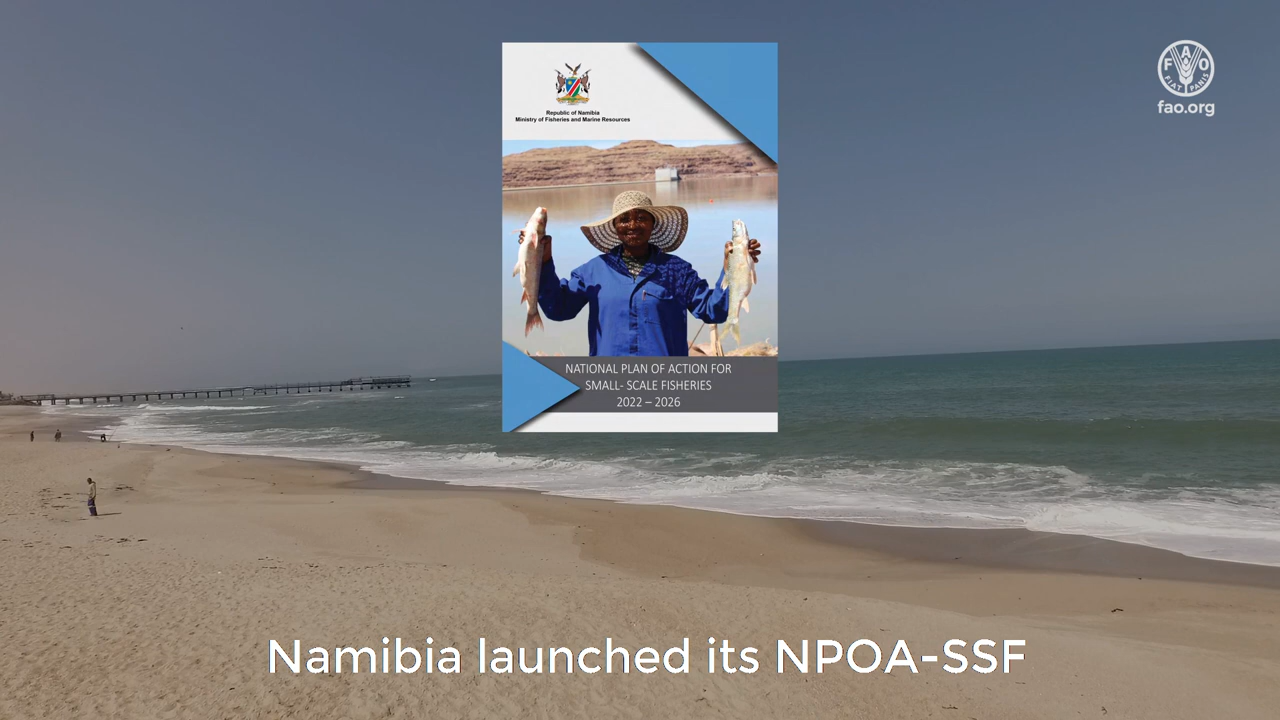 Republic of Namibia
Ministry of Fisheries and Marine Resources
NATIONAL PLAN OF ACTION FOR
SMALL- SCALE FISHERIES
2022 – 2026
FAO
FIAT PANIS
fao.org
Namibia launched its NPOA-SSF